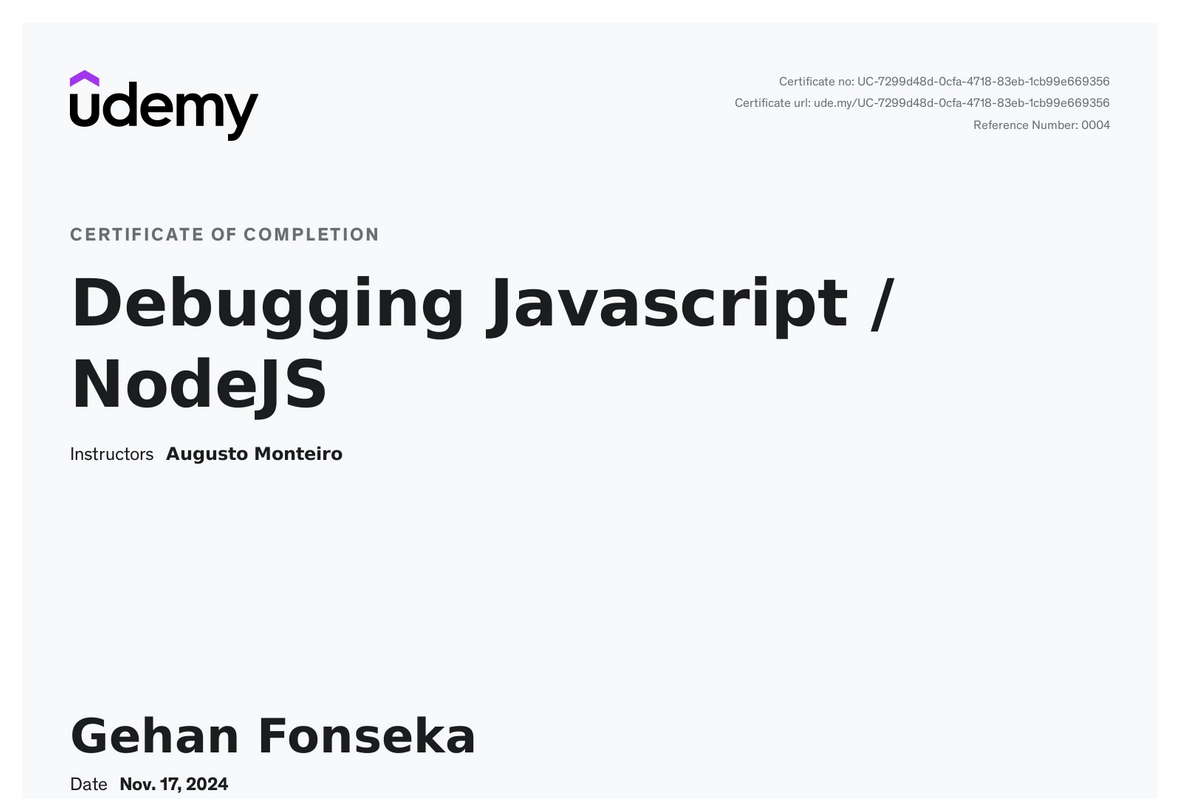 udemy
Certificate no: UC-7299d48d-0cfa-4718-83eb-1cb99e669356
Certificate url: ude.my/UC-7299d48d-0cfa-4718-83eb-1cb99e669356
Reference Number: 0004
CERTIFICATE OF COMPLETION
Debugging Javascript /
NodeJS
Instructors Augusto Monteiro
Gehan Fonseka
Date Nov. 17, 2024